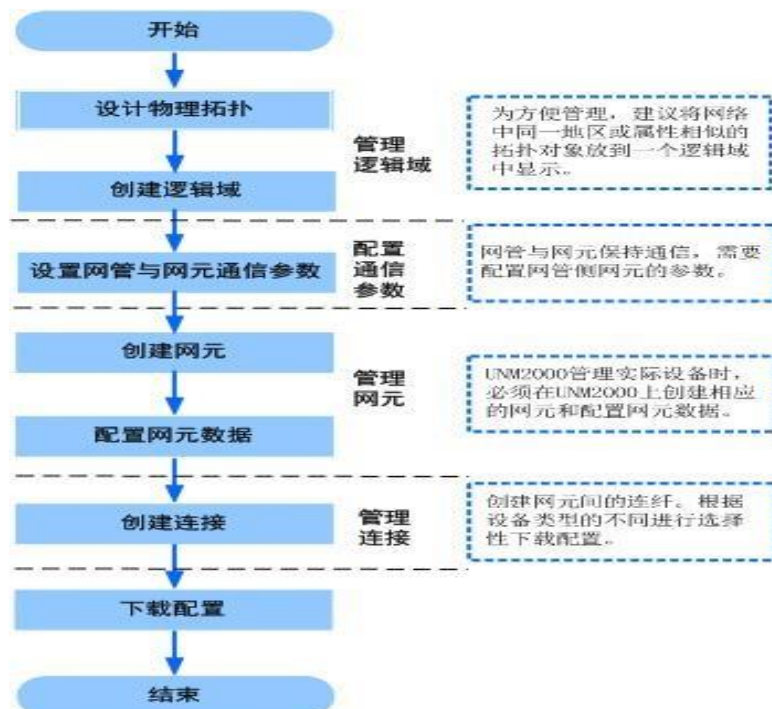 开始
设计物理拓扑
创建逻辑域
管理
逻辑域
为方便管理，建议将网络
中同一地区或属性相似的
拓扑对象放到一个逻辑域
中显示。
设置网管与网元通信参数
配置
通信
参数
网管与网元保持通信，需要
配置网管侧网元的参数。
创建网元
配置网元数据
管理
网元
UNM2000管理实际设备时，
必须在UNM2000上创建相应
的网元和配置网元数据。
创建连接
管理
连接
创建网元间的连纤。根据
设备类型的不同进行选择
性下载配置。
下载配置
结束